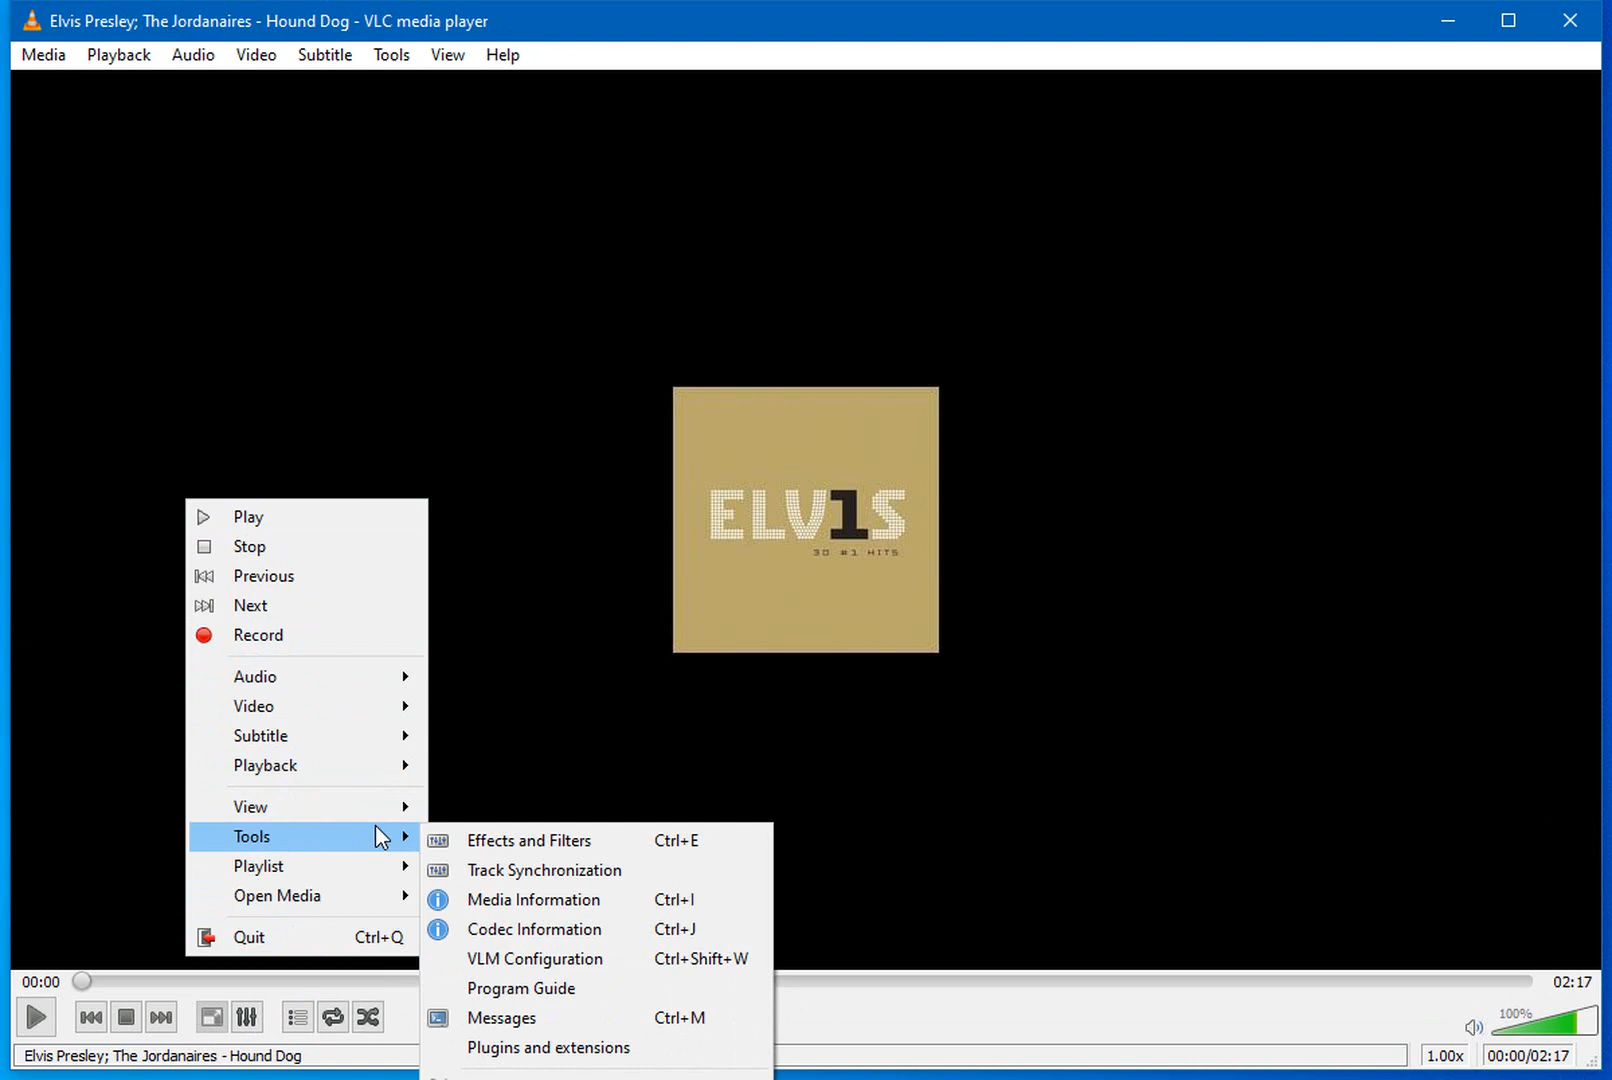 Elvis Presley; The Jordanaires - Hound Dog - VLC media player
Media Playback Audio Video Subtitle Tools View Help
ELV1S
30 #1 HITS
Play
Stop
Previous
Next
Record
Audio
Video
Subtitle
Playback
View
Tools
Playlist
Open Media
Quit Ctrl+Q
Effects and Filters Ctrl+E
Track Synchronization
Media Information Ctrl+I
Codec Information Ctrl+J
VLM Configuration Ctrl+Shift+W
Program Guide
Messages Ctrl+M
Plugins and extensions
00:00 02:17
100%
Elvis Presley; The Jordanaires - Hound Dog 1.00x 00:00/02:17